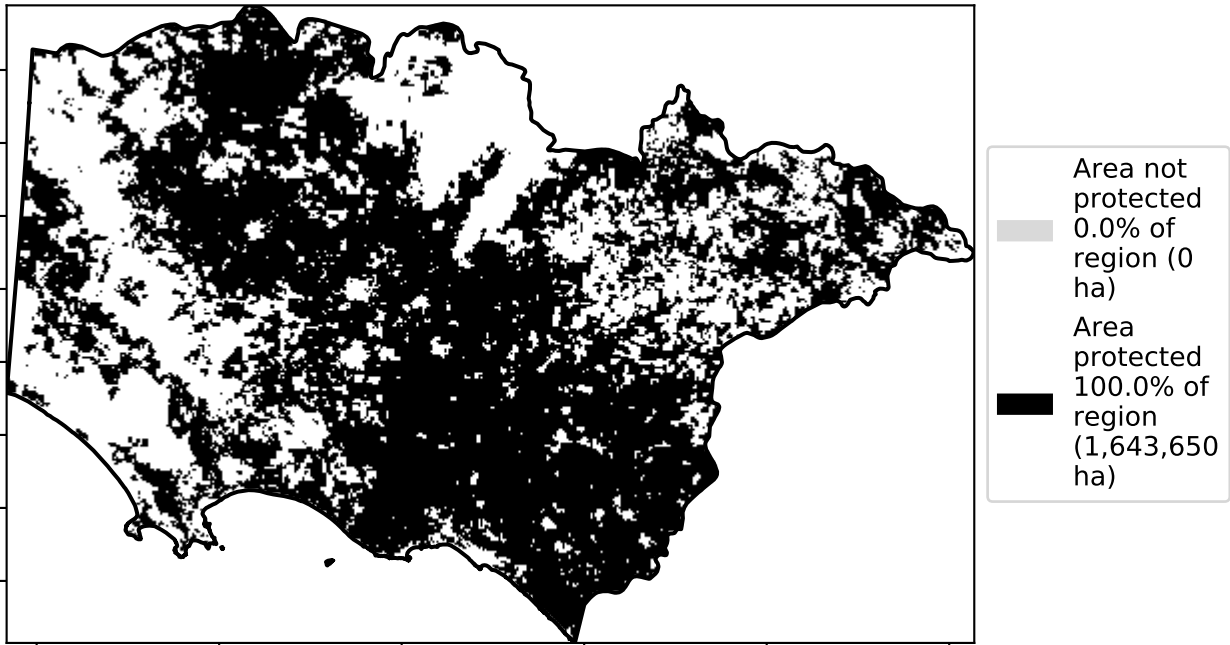 Area not
protected
0.0% of
region (0
ha)
Area
protected
100.0% of
region
(1,643,650
ha)